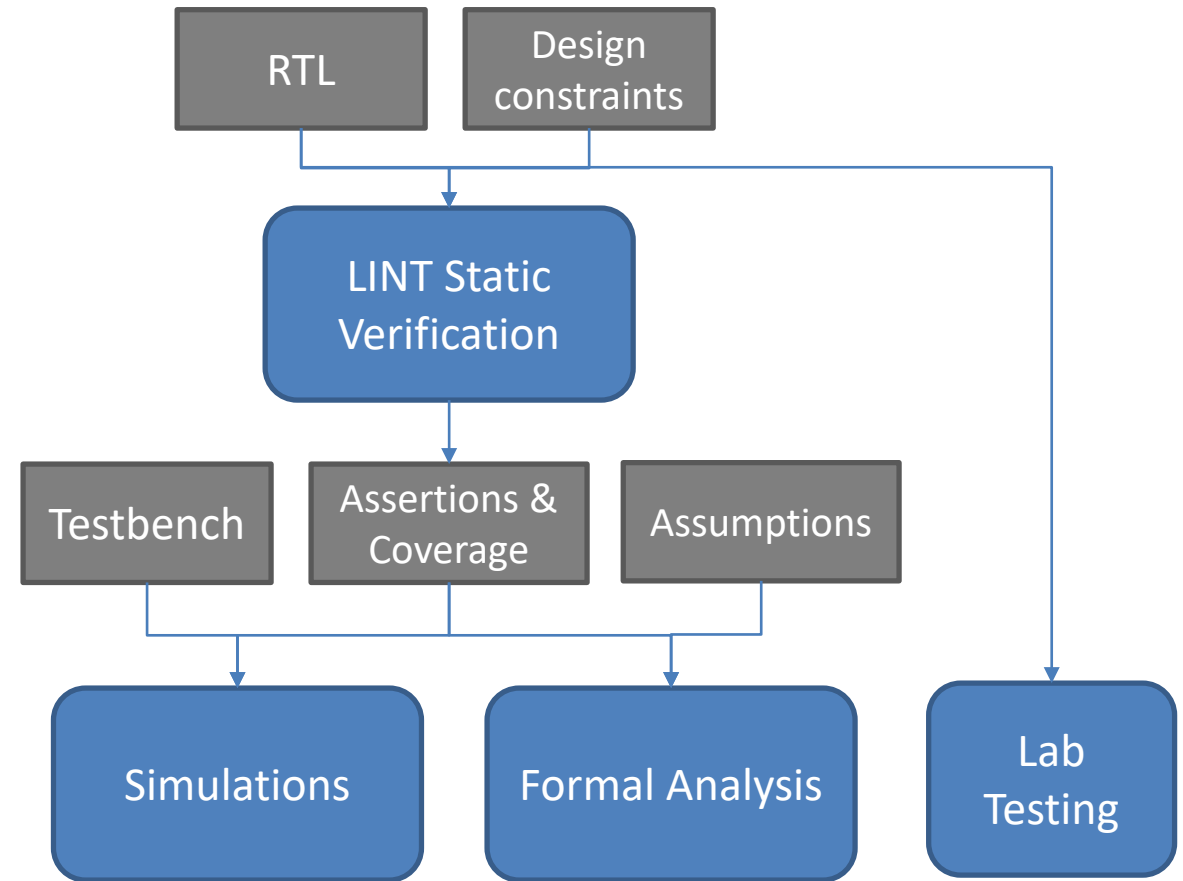 RTL
Design
constraints
LINT Static
Verification
Testbench
Assertions &
Coverage
Assumptions
Simulations
Formal Analysis
Lab
Testing